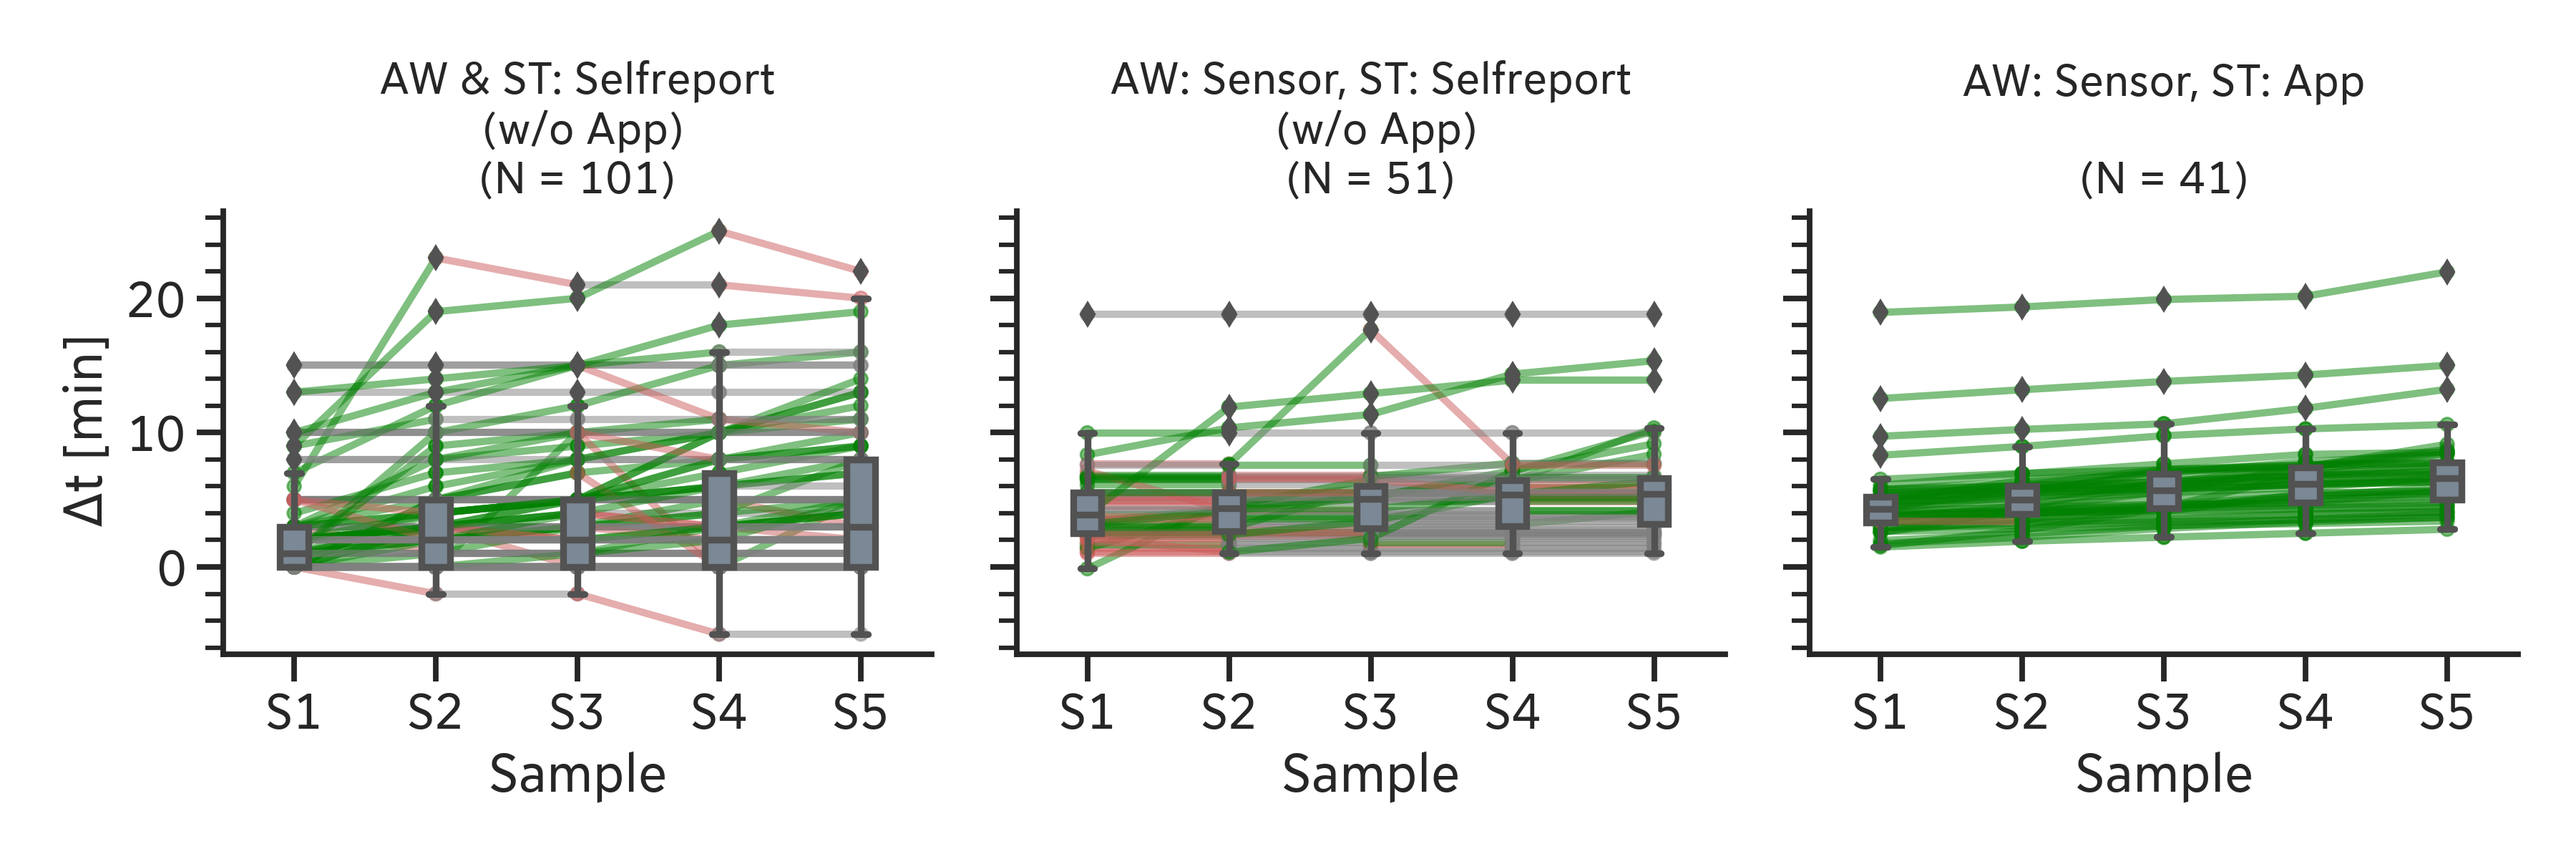 AW & ST: Selfreport
(w/o App)
(N = 101)
AW: Sensor, ST: Selfreport
(w/o App)
(N = 51)
AW: Sensor, ST: App
(N = 41)
Δt [min]
20
10
0
S1 S2 S3 S4 S5
Sample
S1 S2 S3 S4 S5
Sample
S1 S2 S3 S4 S5
Sample